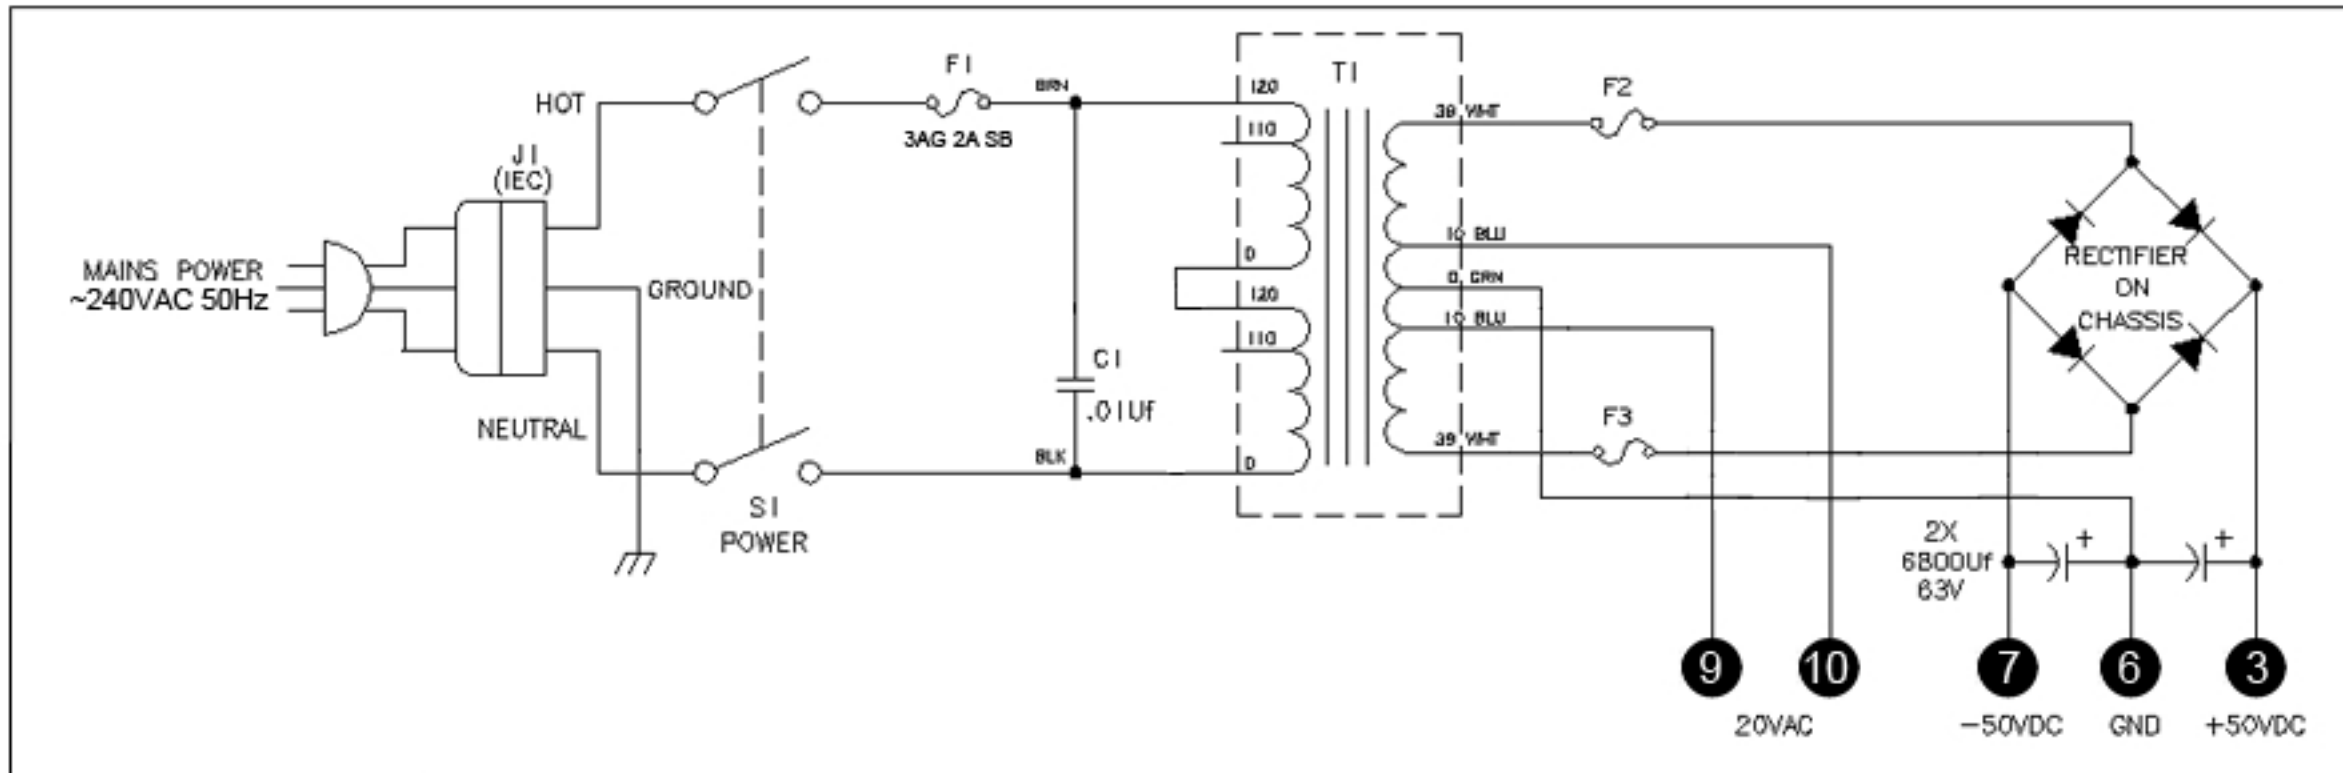 HOT
F1
3AG 2A SB
BRN
J1
(IEC)
MAINS POWER
~240VAC 50Hz
GROUND
NEUTRAL
S1
POWER
C1
.01Uf
BLK
T1
120
110
0
120
110
0
39 WHT
10 BLU
0 GRN
10 BLU
39 WHT
F2
F3
RECTIFIER
ON
CHASSIS
2X
6800Uf
63V
+
+
9
10
7
6
3
20VAC
-50VDC
GND
+50VDC